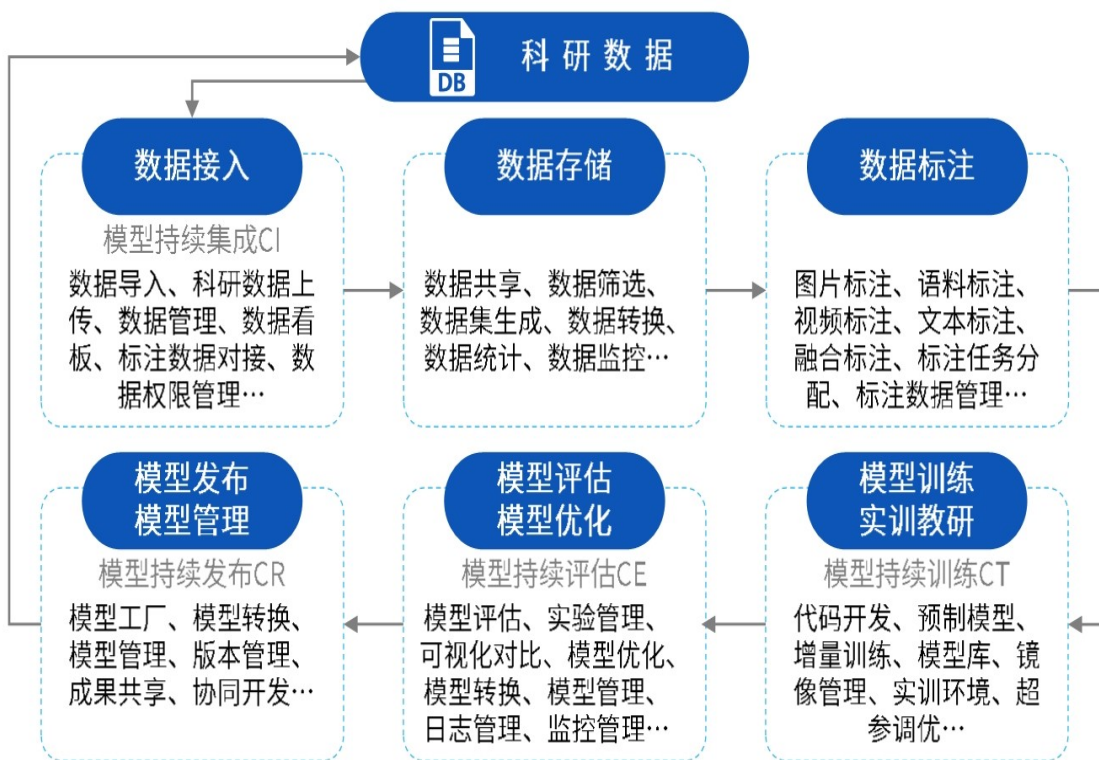 DB
科研数据
数据接入
模型持续集成CI
数据导入、科研数据上
传、数据管理、数据看
板、标注数据对接、数
据权限管理…
数据存储
数据共享、数据筛选、
数据集生成、数据转换、
数据统计、数据监控…
数据标注
图片标注、语料标注、
视频标注、文本标注、
融合标注、标注任务分
配、标注数据管理…
模型训练
实训教研
模型持续训练CT
代码开发、预制模型、
增量训练、模型库、镜
像管理、实训环境、超
参调优…
模型评估
模型优化
模型持续评估CE
模型评估、实验管理、
可视化对比、模型优化、
模型转换、模型管理、
日志管理、监控管理…
模型发布
模型管理
模型持续发布CR
模型工厂、模型转换、
模型管理、版本管理、
成果共享、协同开发…